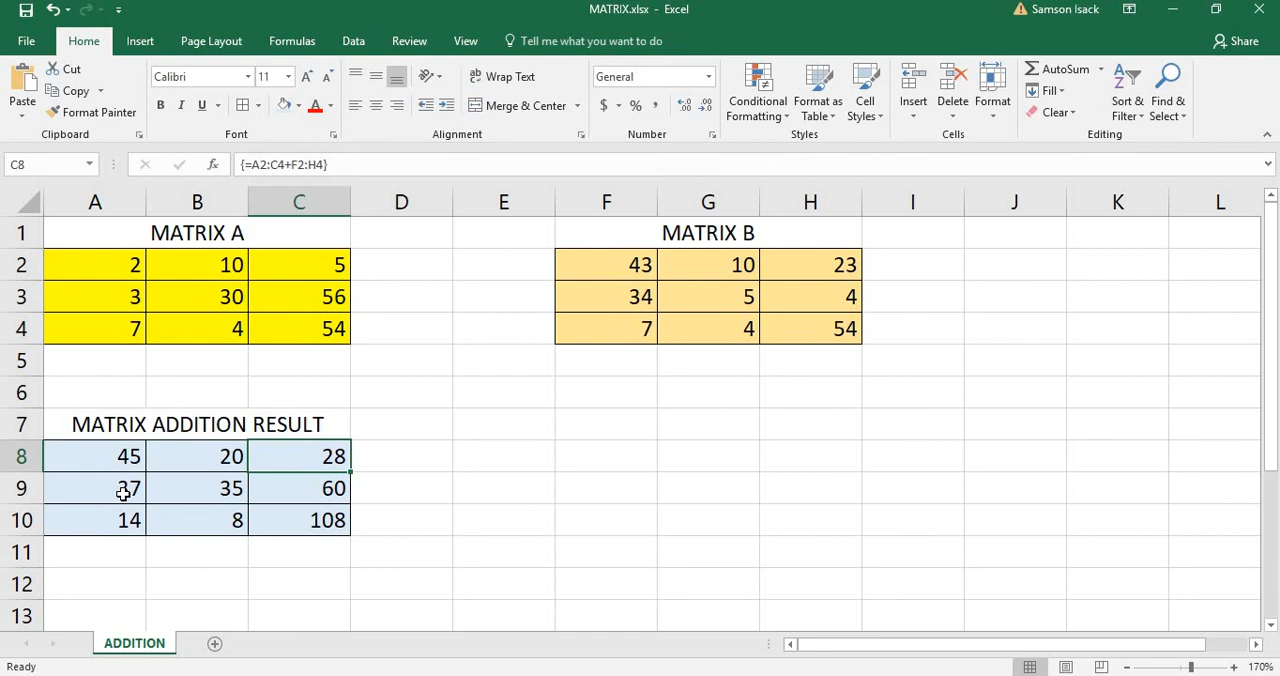 MATRIX.xlsx - Excel
Samson Isack
File Home Insert Page Layout Formulas Data Review View Tell me what you want to do Share
Paste
Cut
Copy
Format Painter
Clipboard
Calibri 11
B I U
Font
Wrap Text
Merge & Center
Alignment
General
$ % ,
Number
Conditional Formatting
Format as Table
Cell Styles
Styles
Insert
Delete
Format
Cells
AutoSum
Fill
Clear
Sort & Filter
Find & Select
Editing
C8 fx {=A2:C4+F2:H4}
A B C D E F G H I J K L
1 MATRIX A MATRIX B
2 2 10 5 43 10 23
3 3 30 56 34 5 4
4 7 4 54 7 4 54
5
6
7 MATRIX ADDITION RESULT
8 45 20 28
9 37 35 60
10 14 8 108
11
12
13
ADDITION
Ready 170%